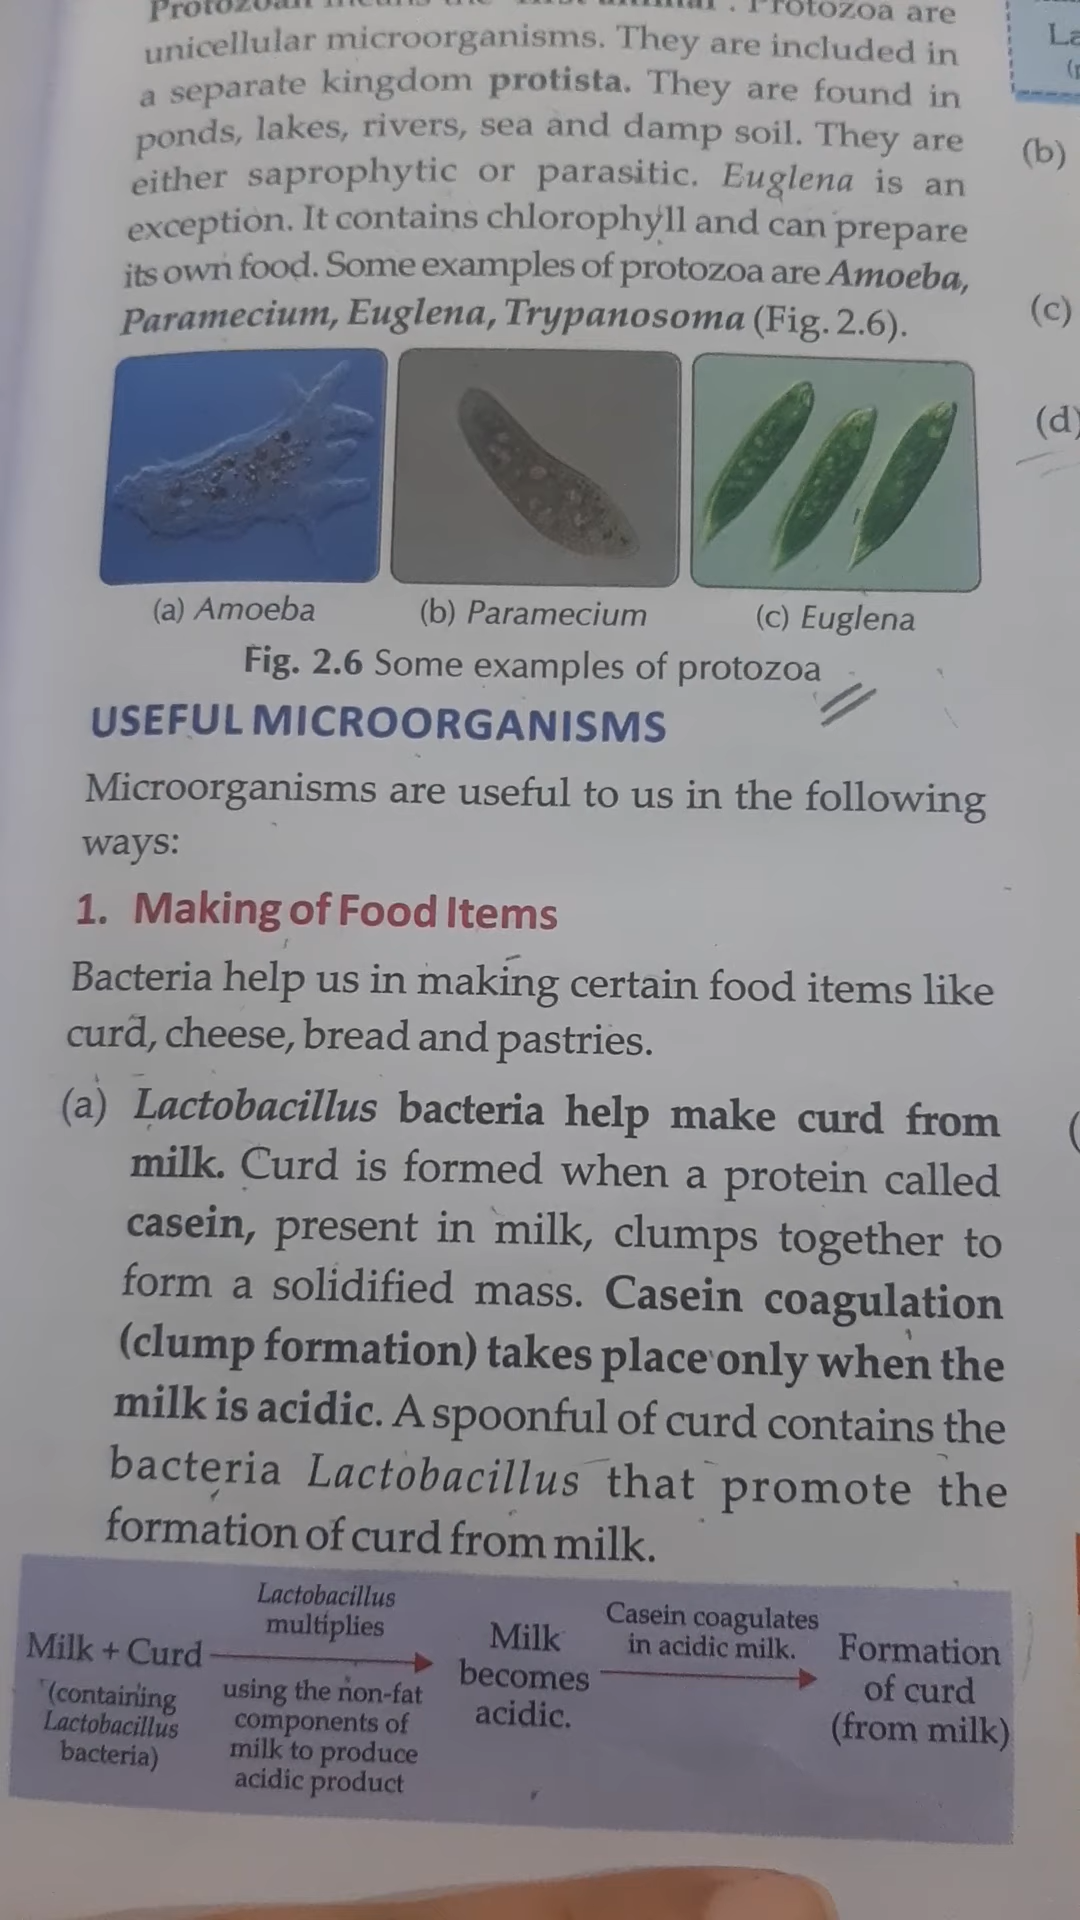 unicellular microorganisms. They are included in
a separate kingdom protista. They are found in
ponds, lakes, rivers, sea and damp soil. They are
either saprophytic or parasitic. Euglena is an
exception. It contains chlorophyll and can prepare
its own food. Some examples of protozoa are Amoeba,
Paramecium, Euglena, Trypanosoma (Fig. 2.6).
(a) Amoeba
(b) Paramecium
(c) Euglena
Fig. 2.6 Some examples of protozoa
USEFUL MICROORGANISMS
Microorganisms are useful to us in the following
ways:
1. Making of Food Items
Bacteria help us in making certain food items like
curd, cheese, bread and pastries.
(a) Lactobacillus bacteria help make curd from
milk. Curd is formed when a protein called
casein, present in milk, clumps together to
form a solidified mass. Casein coagulation
(clump formation) takes place only when the
milk is acidic. A spoonful of curd contains the
bacteria Lactobacillus that promote the
formation of curd from milk.
Milk + Curd
(containing
Lactobacillus
bacteria)
Lactobacillus
multiplies
using the non-fat
components of
milk to produce
acidic product
Milk
becomes
acidic.
Casein coagulates
in acidic milk.
Formation
of curd
(from milk)
(b)
(c)
(d)